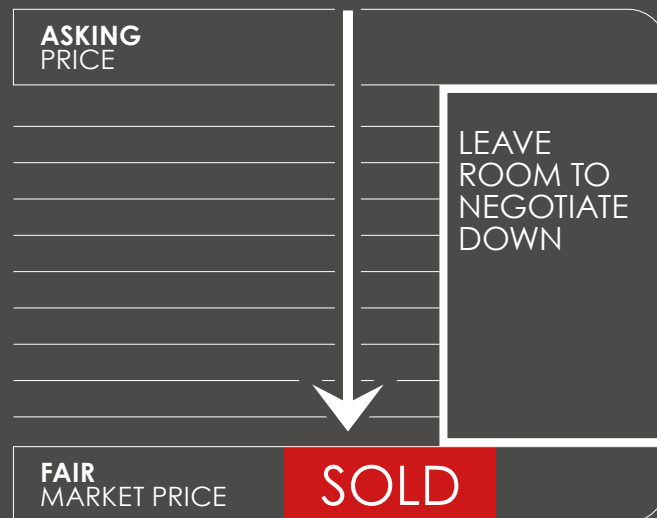 ASKING
PRICE
LEAVE
ROOM TO
NEGOTIATE
DOWN
FAIR
MARKET PRICE
SOLD